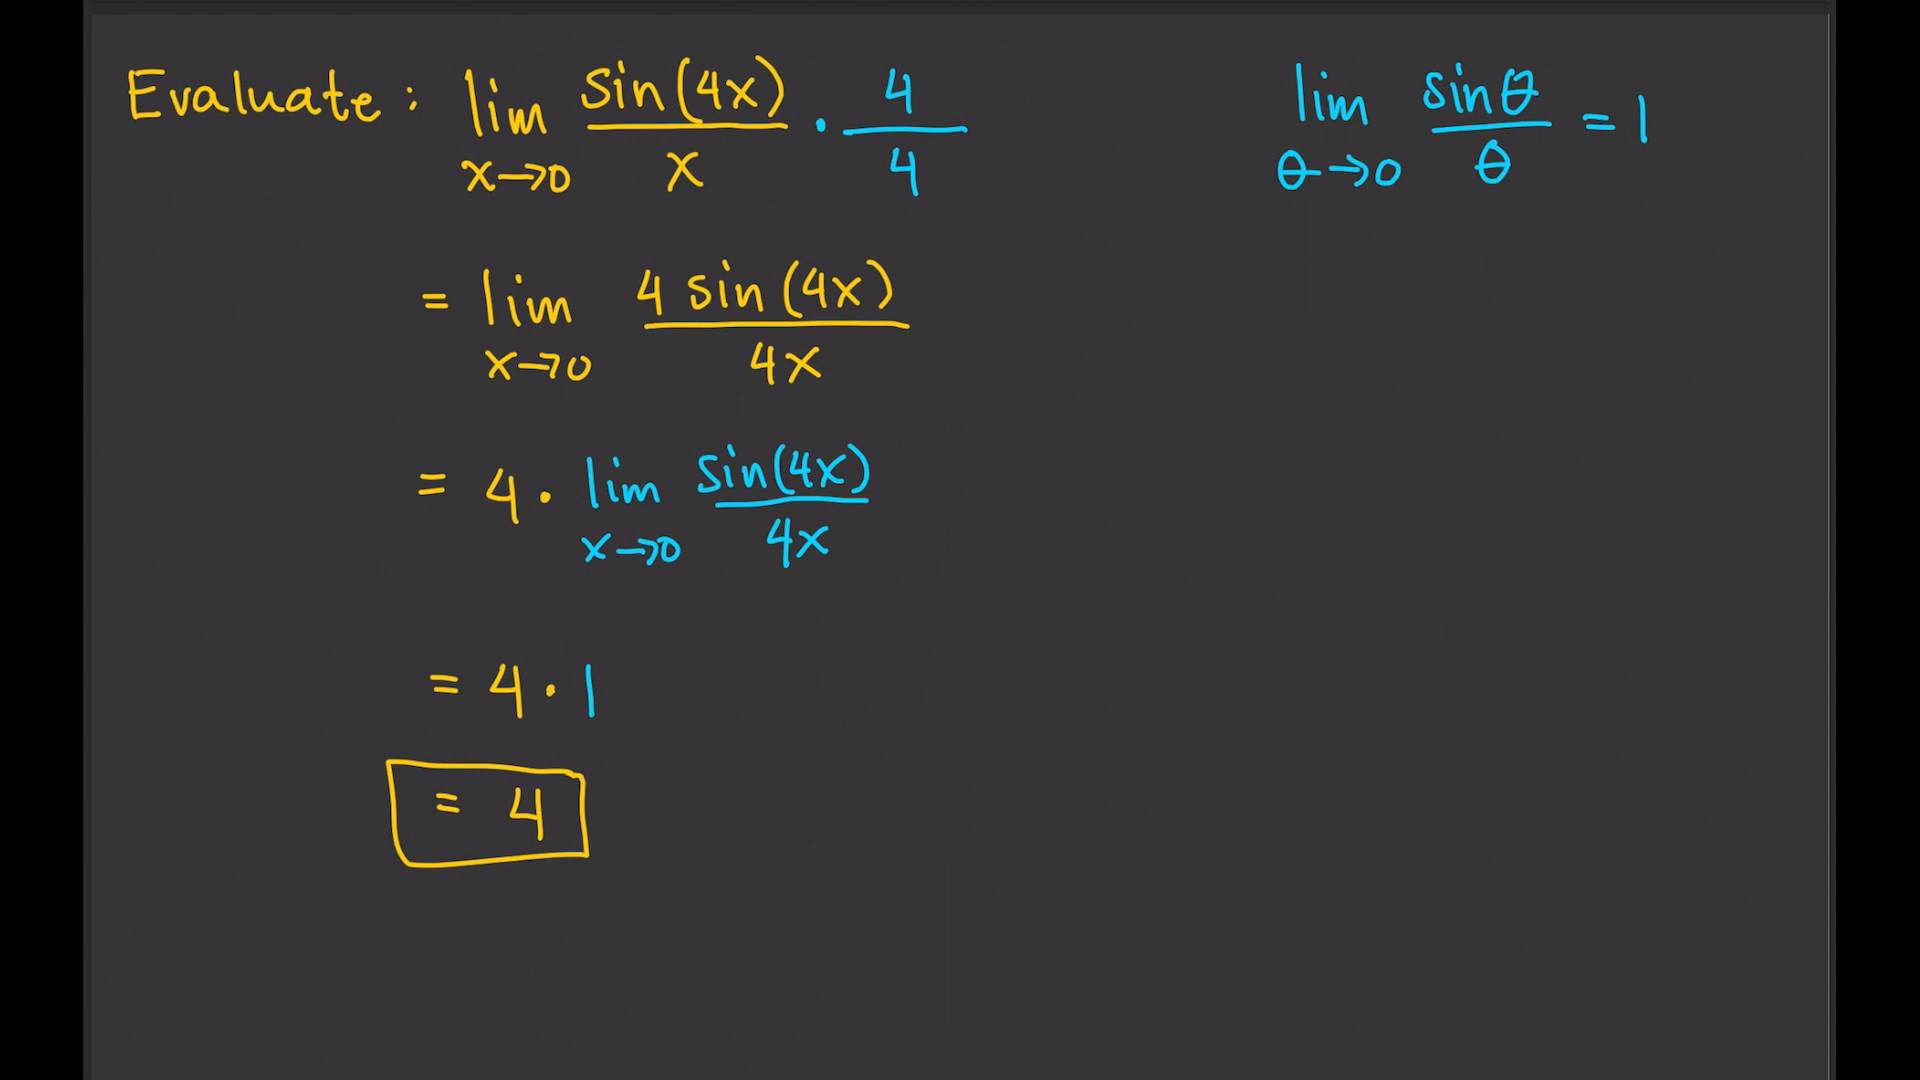 Evaluate: lim x→0 sin(4x)/x · 4/4
lim θ→0 sinθ/θ = 1
= lim x→0 4 sin(4x)/4x
= 4 · lim x→0 sin(4x)/4x
= 4 · 1
= 4